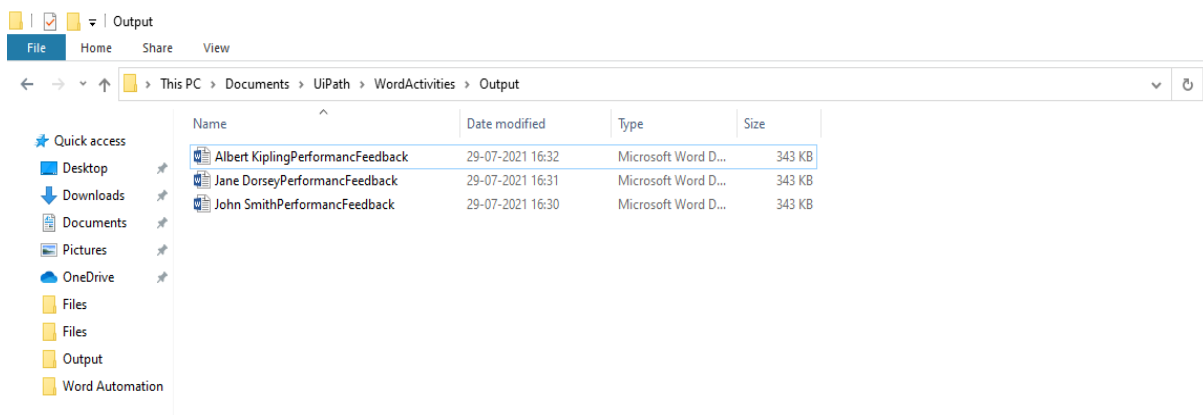 Output
File Home Share View
This PC > Documents > UiPath > WordActivities > Output
Name Date modified Type Size
Quick access
Desktop
Downloads
Documents
Pictures
OneDrive
Files
Files
Output
Word Automation
Albert KiplingPerformancFeedback 29-07-2021 16:32 Microsoft Word D... 343 KB
Jane DorseyPerformancFeedback 29-07-2021 16:31 Microsoft Word D... 343 KB
John SmithPerformancFeedback 29-07-2021 16:30 Microsoft Word D... 343 KB